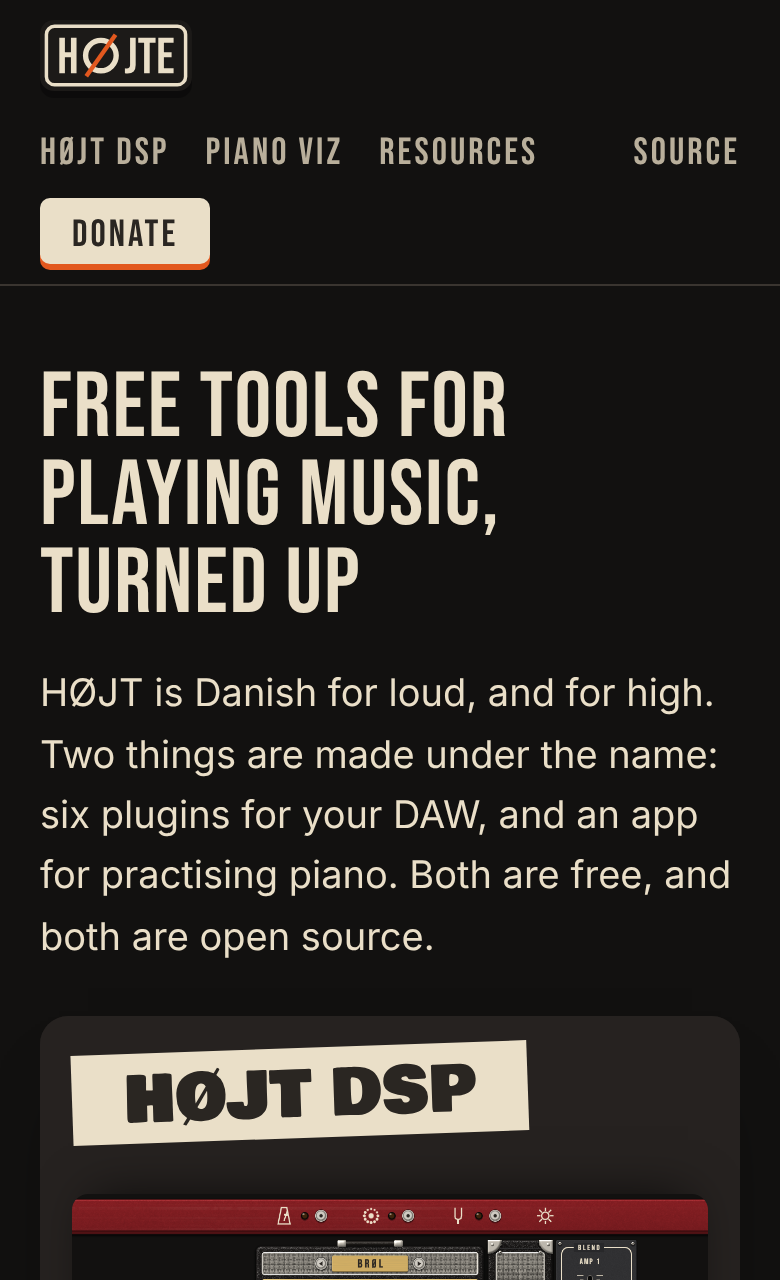 HØJTE
HØJT DSP PIANO VIZ RESOURCES SOURCE
DONATE
FREE TOOLS FOR
PLAYING MUSIC,
TURNED UP
HØJT is Danish for loud, and for high.
Two things are made under the name:
six plugins for your DAW, and an app
for practising piano. Both are free, and
both are open source.
HØJT DSP
BRØL
BLEND
AMP 1